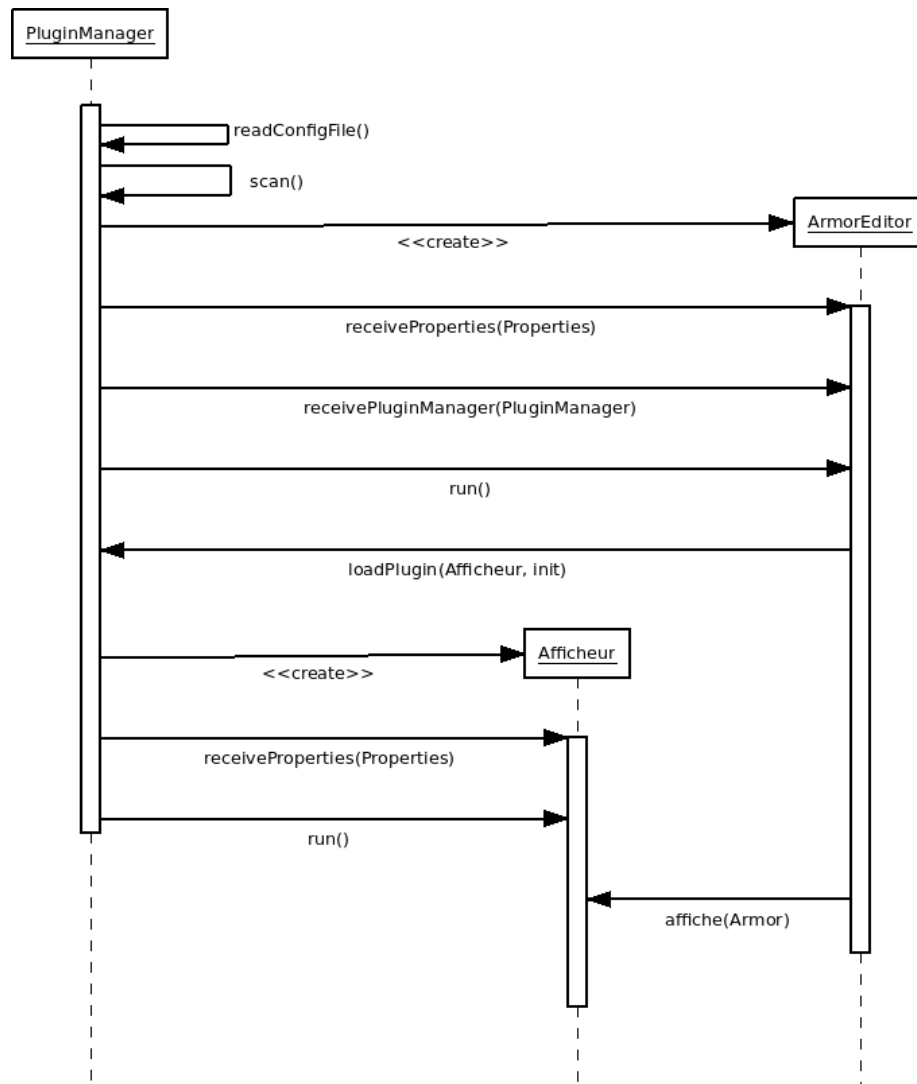 PluginManager
readConfigFile()
scan()
ArmorEditor
<<create>>
receiveProperties(Properties)
receivePluginManager(PluginManager)
run()
loadPlugin(Afficheur, init)
Afficheur
<<create>>
receiveProperties(Properties)
run()
affiche(Armor)